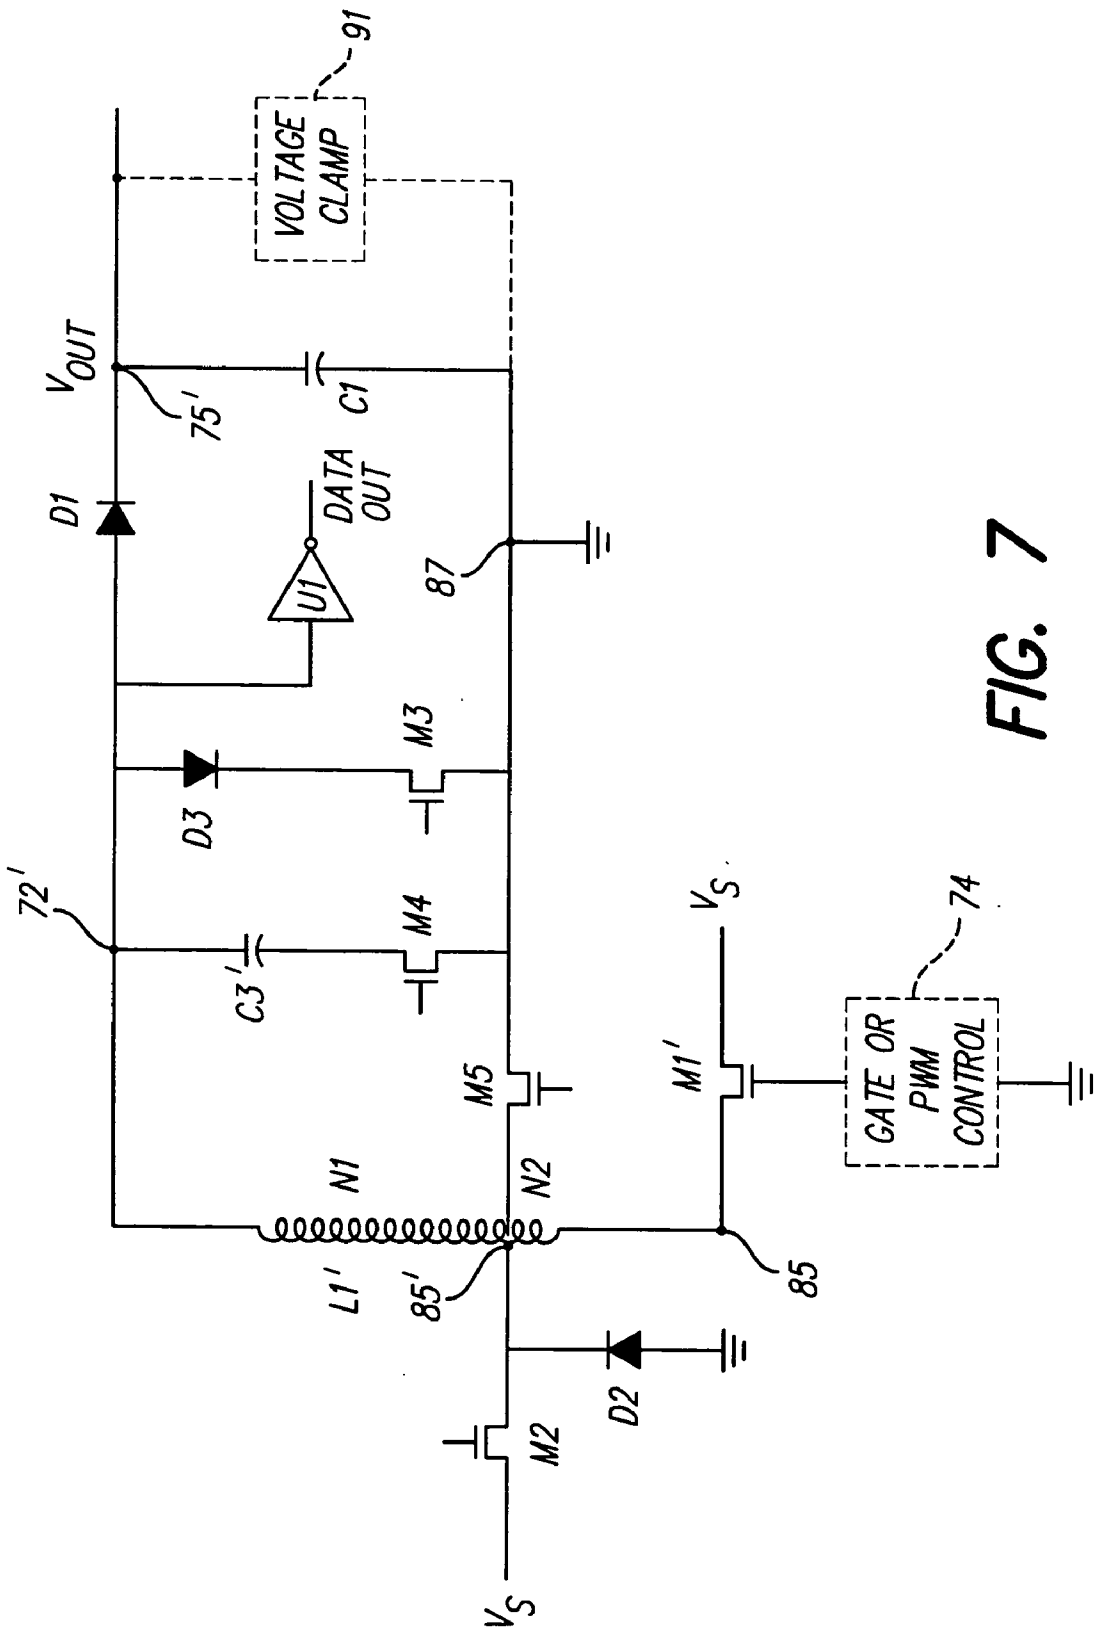 72'
D1
V_OUT
75'
91
VOLTAGE
CLAMP
C3'
D3
U1
DATA
OUT
C1
M4
M3
N1
L1'
85'
N2
M5
87
V_S
M2
D2
85
M1'
V_S
GATE OR
PWM
CONTROL
74
FIG. 7